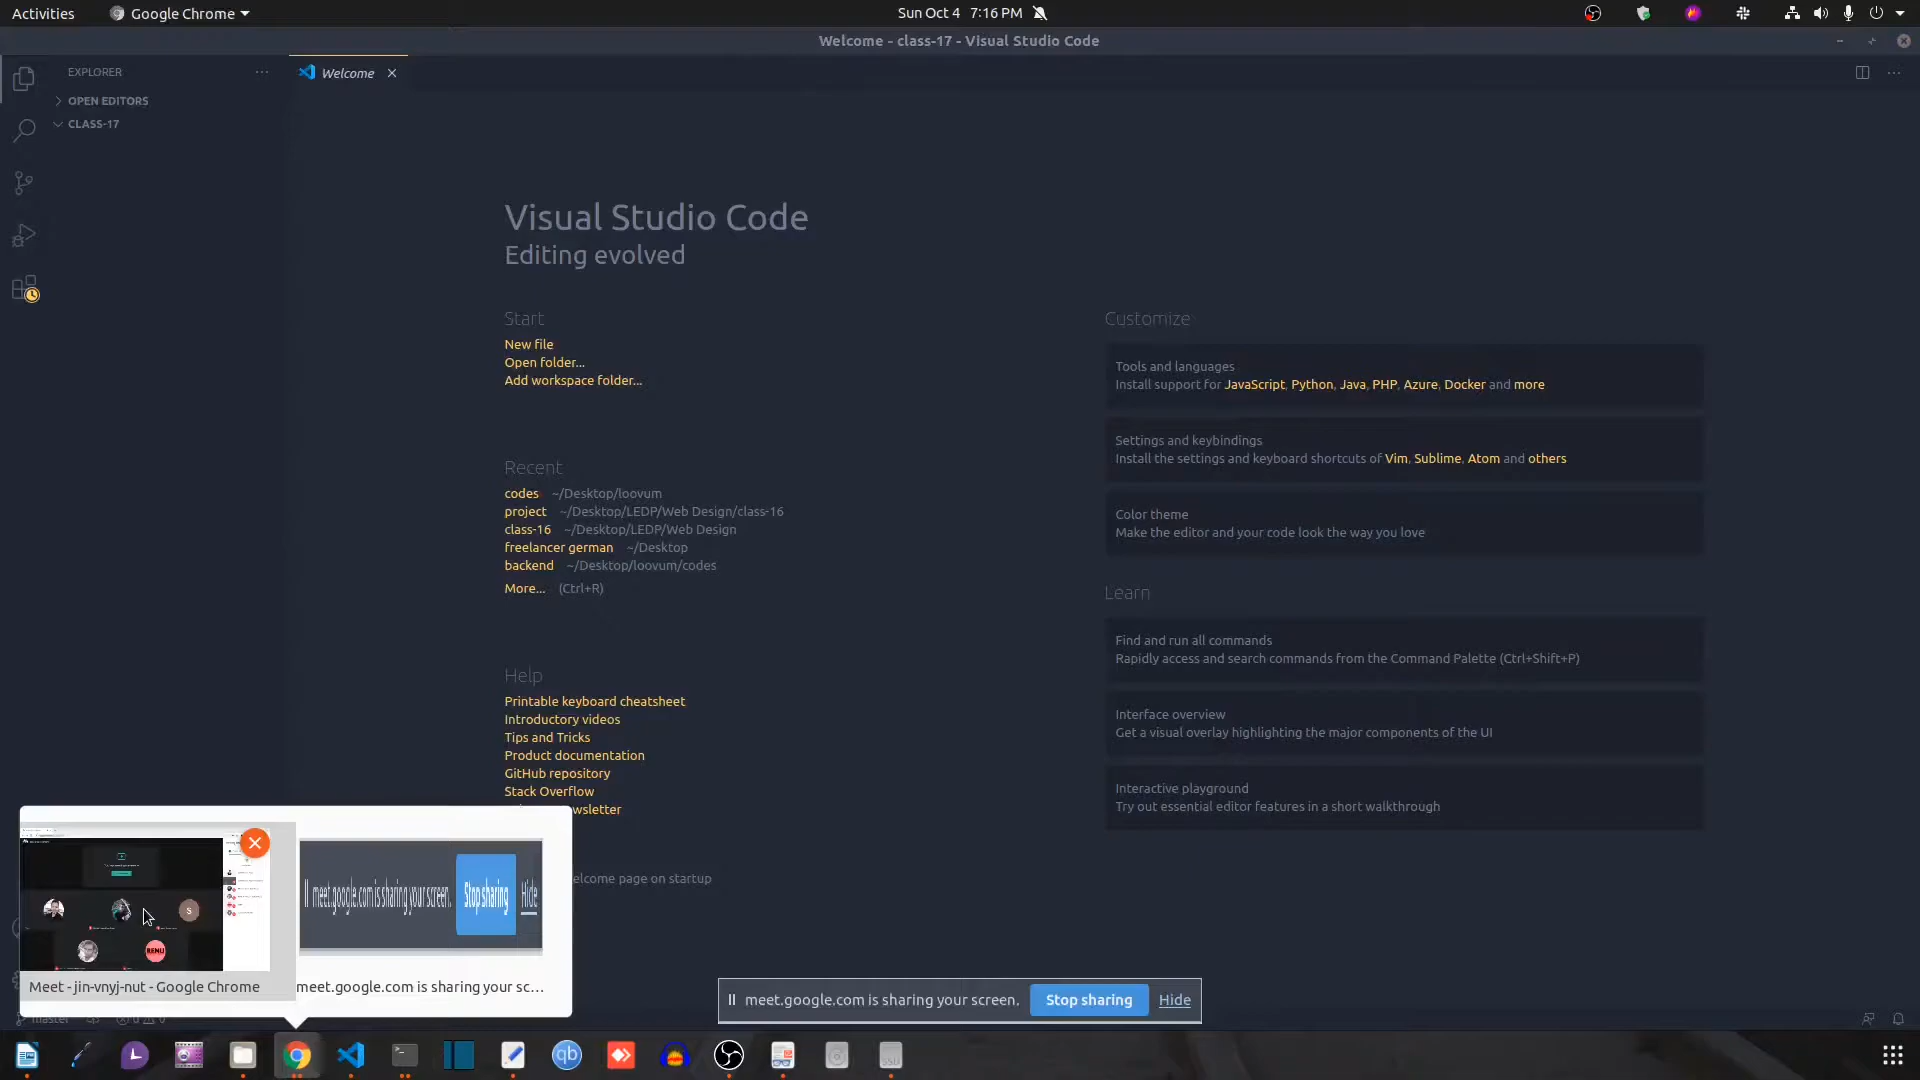 Activities
Google Chrome
Sun Oct 4 7:16 PM
Welcome - class-17 - Visual Studio Code
EXPLORER
Welcome
OPEN EDITORS
CLASS-17
Visual Studio Code
Editing evolved
Start
New file
Open folder...
Add workspace folder...
Recent
codes ~/Desktop/loovum
project ~/Desktop/LEDP/Web Design/class-16
class-16 ~/Desktop/LEDP/Web Design
freelancer german ~/Desktop
backend ~/Desktop/loovum/codes
More... (Ctrl+R)
Help
Printable keyboard cheatsheet
Introductory videos
Tips and Tricks
Product documentation
GitHub repository
Stack Overflow
wsletter
elcome page on startup
Customize
Tools and languages
Install support for JavaScript, Python, Java, PHP, Azure, Docker and more
Settings and keybindings
Install the settings and keyboard shortcuts of Vim, Sublime, Atom and others
Color theme
Make the editor and your code look the way you love
Learn
Find and run all commands
Rapidly access and search commands from the Command Palette (Ctrl+Shift+P)
Interface overview
Get a visual overlay highlighting the major components of the UI
Interactive playground
Try out essential editor features in a short walkthrough
S
REMU
meet.google.com is sharing your screen. Stop sharing Hide
Meet - jin-vnyj-nut - Google Chrome
meet.google.com is sharing your sc...
meet.google.com is sharing your screen. Stop sharing Hide
master
qb